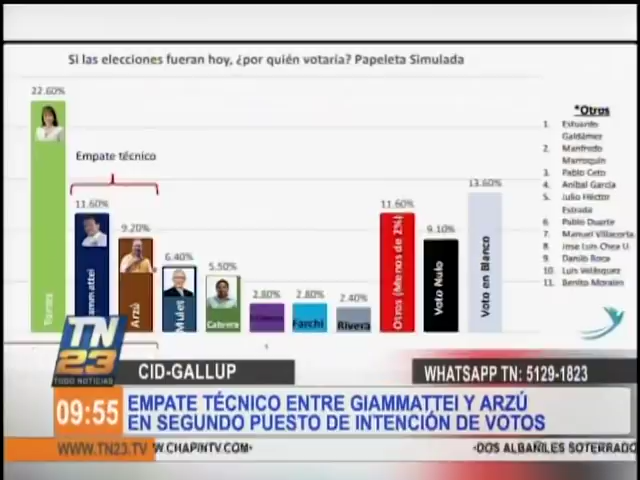 Si las elecciones fueran hoy, ¿por quién votaría? Papeleta Simulada
22.60%
Empate técnico
11.60%
9.20%
6.40%
5.50%
2.80%
2.80%
2.40%
11.60%
9.10%
13.60%
Torres
Giammattei
Arzú
Mulet
Cabrera
Farchi
Rivera
Otros (Menos de 2%)
Voto Nulo
Voto en Blanco
*Otros
1. Estuardo
Galdámez
2. Manfredo
Marroquín
3. Pablo Ceto
4. Aníbal García
5. Julio Héctor
Estrada
6. Pablo Duarte
7. Manuel Villacorta
8. Jose Luis Chea U.
9. Danilo Roca
10. Luis Velásquez
11. Benito Morales
TN
23
TODO NOTICIAS
CID-GALLUP
WHATSAPP TN: 5129-1823
09:55
EMPATE TÉCNICO ENTRE GIAMMATTEI Y ARZÚ
EN SEGUNDO PUESTO DE INTENCIÓN DE VOTOS
WWW.TN23.TV
W.CHAPINTV.COM•
•DOS ALBAÑILES SOTERRADO